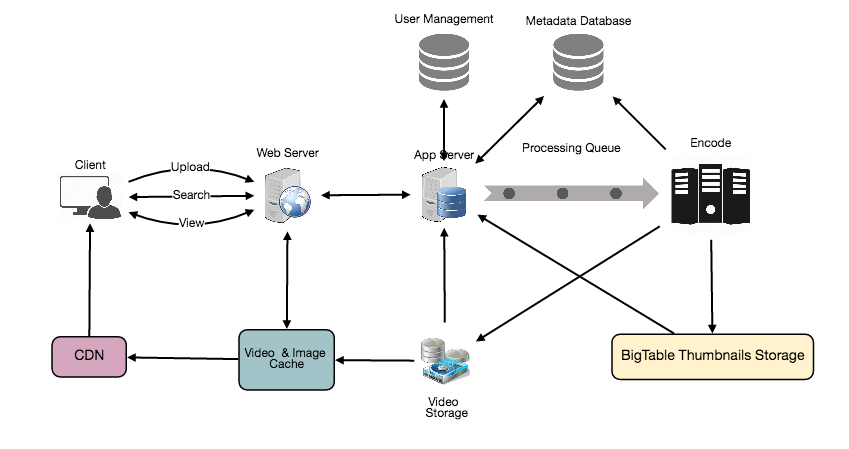 User Management
Metadata Database
Client
Upload
Search
View
Web Server
App Server
Processing Queue
Encode
CDN
Video & Image
Cache
Video
Storage
BigTable Thumbnails Storage